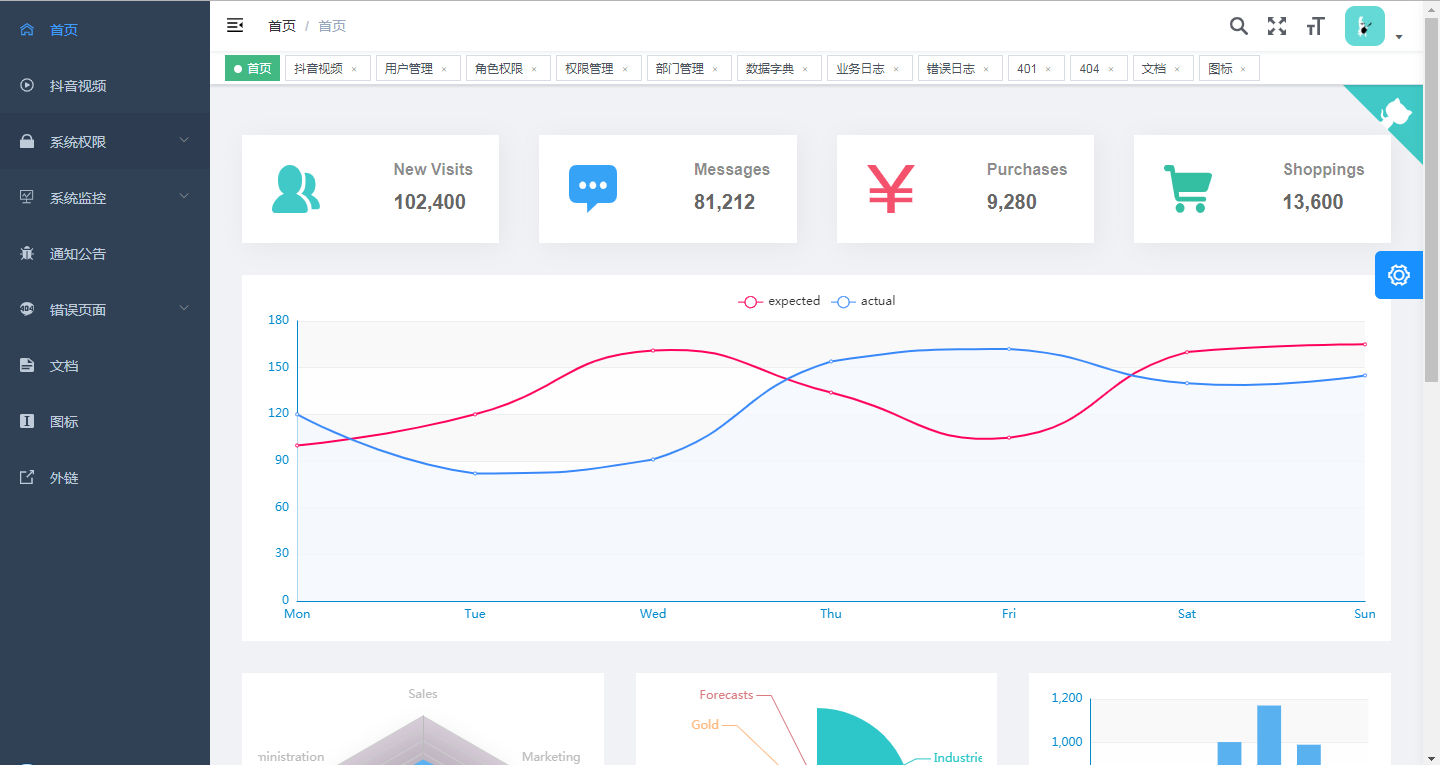 首页
抖音视频
系统权限
系统监控
通知公告
错误页面
文档
图标
外链
首页 / 首页
首页 抖音视频 × 用户管理 × 角色权限 × 权限管理 × 部门管理 × 数据字典 × 业务日志 × 错误日志 × 401 × 404 × 文档 × 图标 ×
New Visits
102,400
Messages
81,212
Purchases
9,280
Shoppings
13,600
expected actual
180
150
120
90
60
30
0
Mon Tue Wed Thu Fri Sat Sun
Sales
ministration
Marketing
Forecasts
Gold
Industrie
1,200
1,000